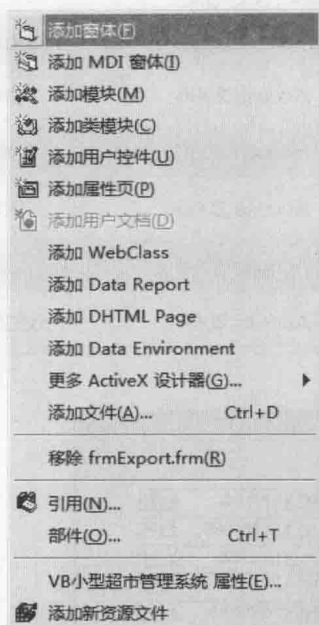 添加窗体(F)
添加 MDI 窗体(I)
添加模块(M)
添加类模块(C)
添加用户控件(U)
添加属性页(P)
添加用户文档(D)
添加 WebClass
添加 Data Report
添加 DHTML Page
添加 Data Environment
更多 ActiveX 设计器(G)...
添加文件(A)... Ctrl+D
移除 frmExport.frm(R)
引用(N)...
部件(O)... Ctrl+T
VB小型超市管理系统 属性(E)...
添加新资源文件